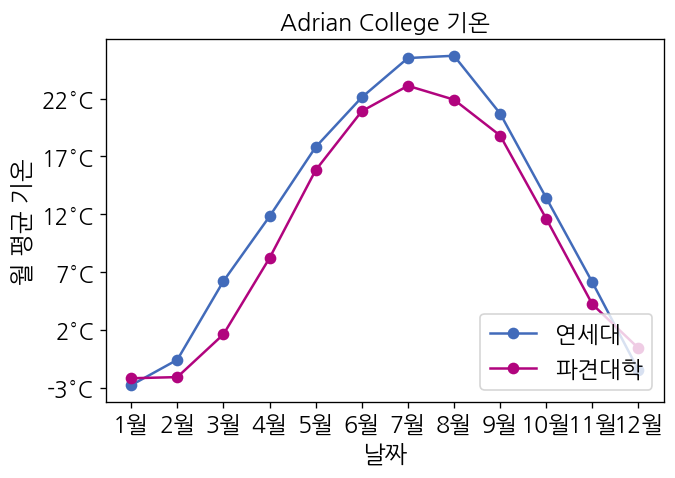 Adrian College 기온
월 평균 기온
22°C
17°C
12°C
7°C
2°C
-3°C
연세대
파견대학
1월 2월 3월 4월 5월 6월 7월 8월 9월 10월 11월 12월
날짜